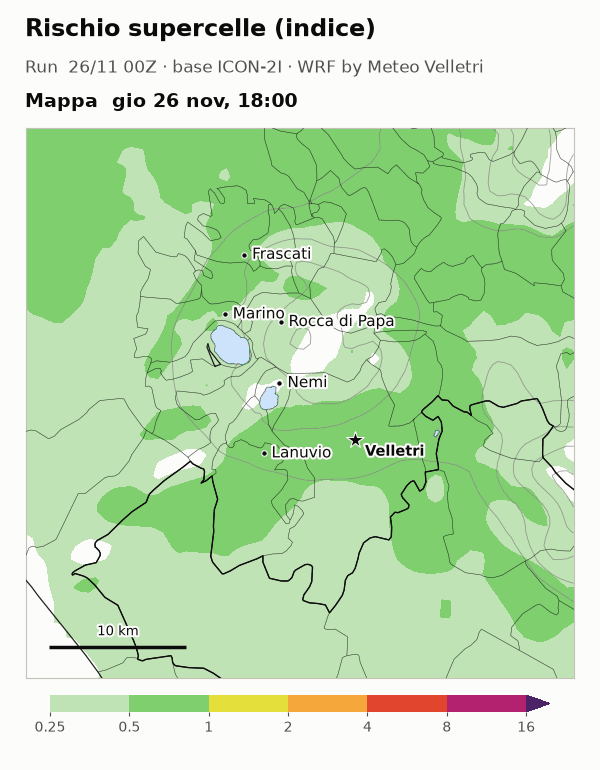 Rischio supercelle (indice)
Run 26/11 00Z · base ICON-2I · WRF by Meteo Velletri
Mappa gio 26 nov, 18:00
Frascati
Marino
Rocca di Papa
Nemi
Velletri
Lanuvio
10 km
0.25 0.5 1 2 4 8 16